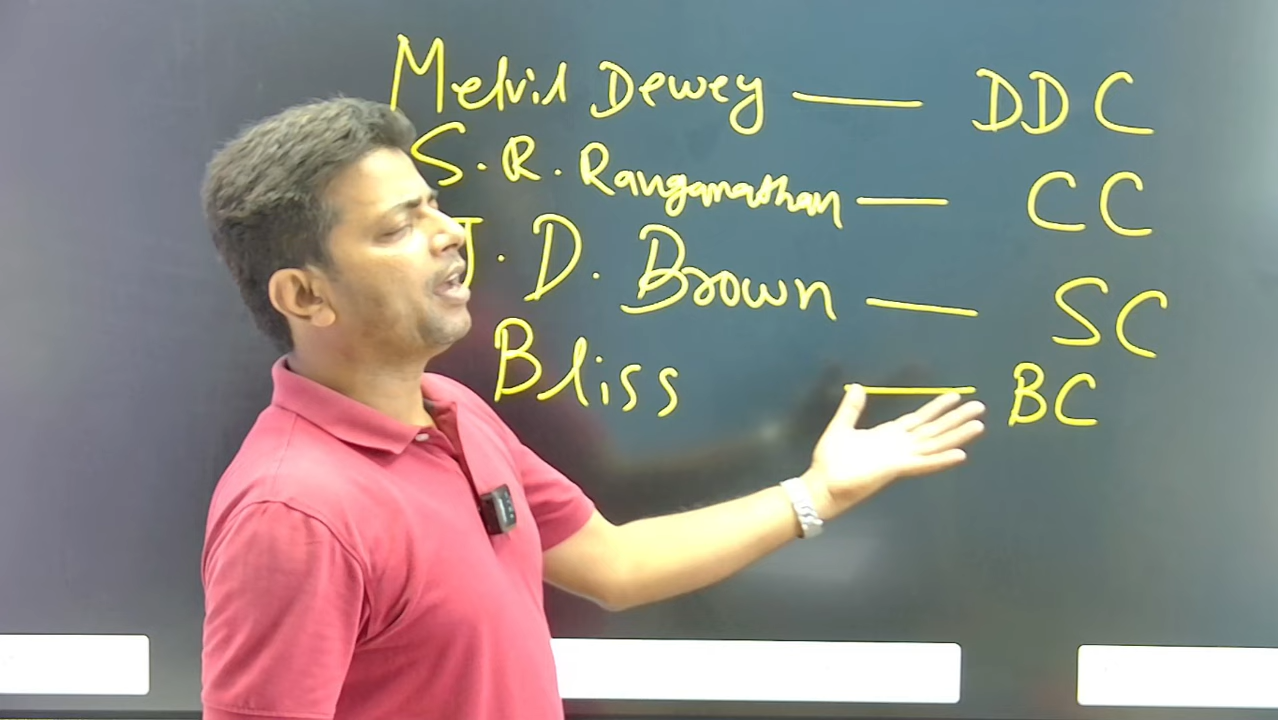 Melvil Dewey — DDC
S. R. Ranganathan — CC
J. D. Brown — SC
Bliss — BC